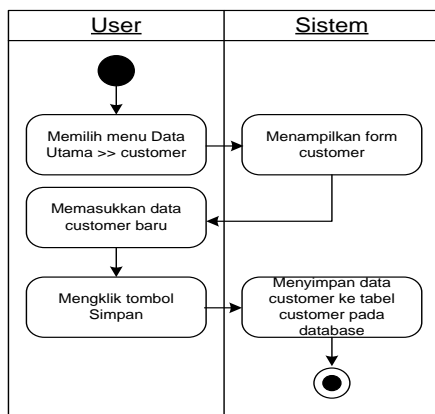 User
Sistem
Memilih menu Data
Utama >> customer
Menampilkan form
customer
Memasukkan data
customer baru
Mengklik tombol
Simpan
Menyimpan data
customer ke tabel
customer pada
database